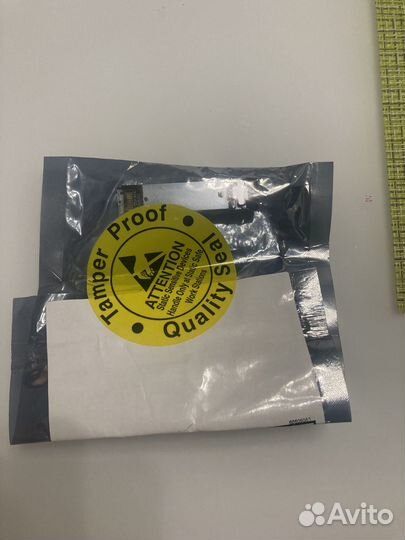 Tamper Proof
ATTENTION
Static Sensitive Devices
Handle Only at Static Safe
Work Stations
Quality Seal
Avito